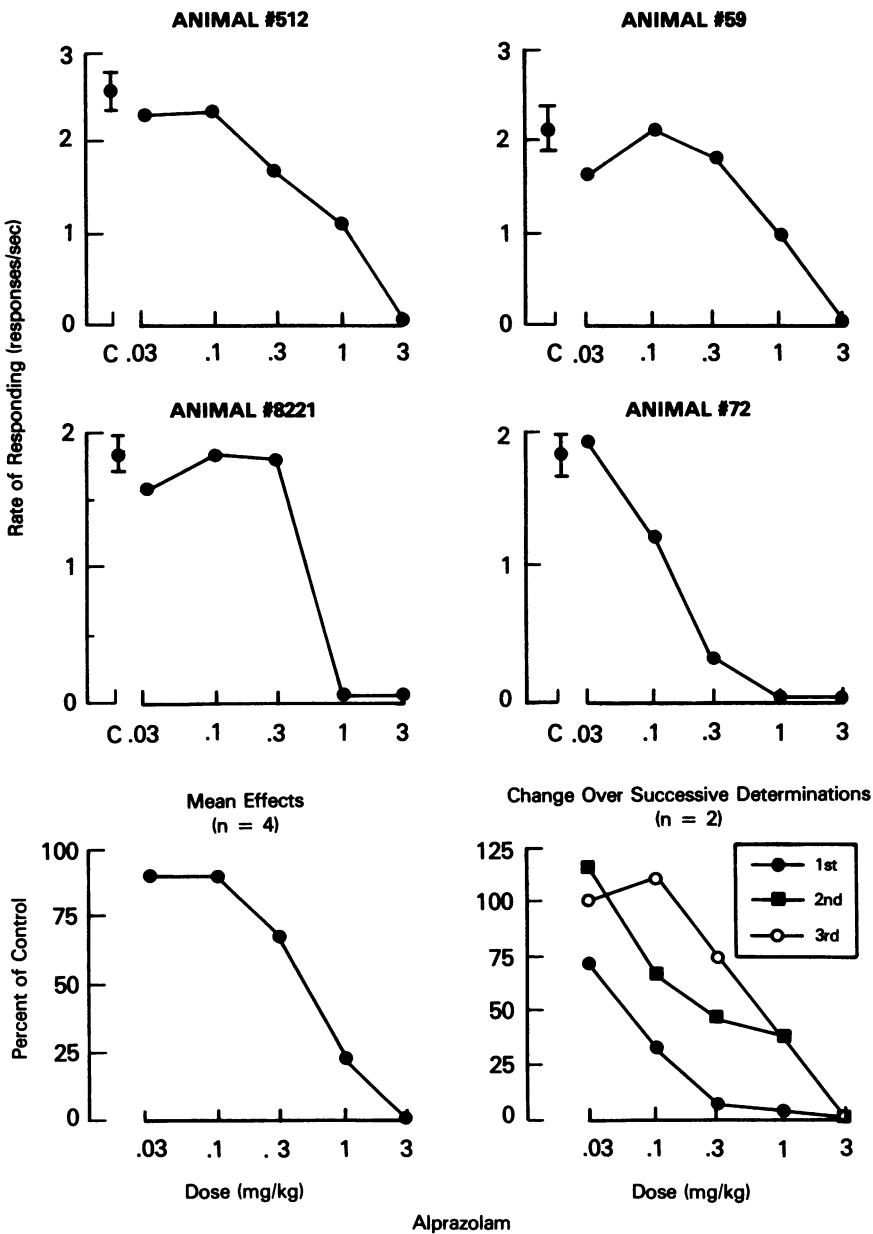 ANIMAL #512
3
2
1
0
C .03 .1 .3 1 3
ANIMAL #59
3
2
1
0
C .03 .1 .3 1 3
Rate of Responding (responses/sec)
ANIMAL #8221
2
1
0
C .03 .1 .3 1 3
ANIMAL #72
2
1
0
C .03 .1 .3 1 3
Mean Effects
(n = 4)
Percent of Control
100
75
50
25
0
.03 .1 .3 1 3
Dose (mg/kg)
Change Over Successive Determinations
(n = 2)
125
100
75
50
25
0
1st
2nd
3rd
.03 .1 .3 1 3
Dose (mg/kg)
Alprazolam